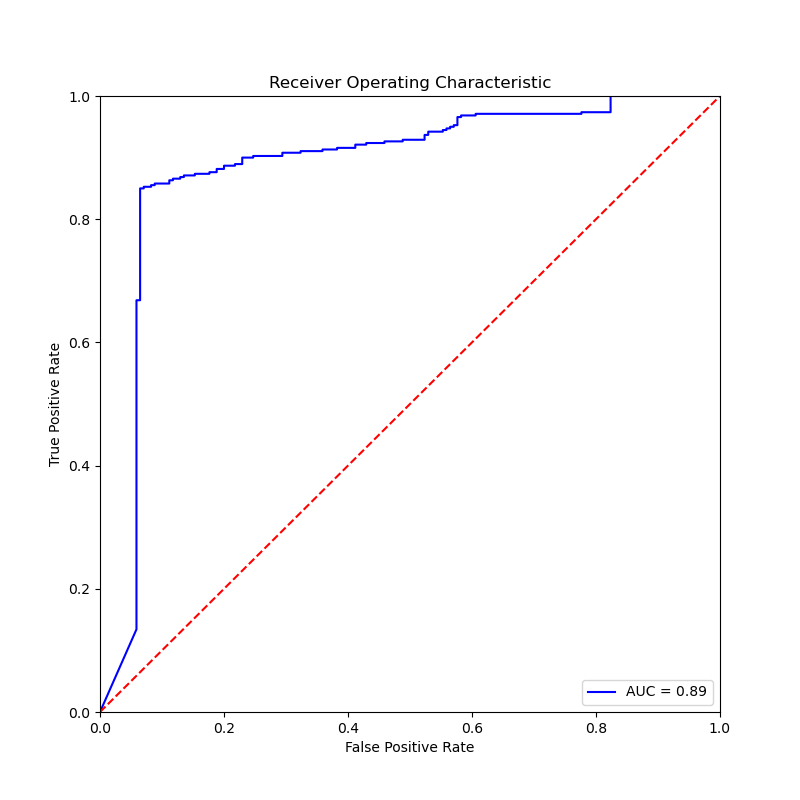 Receiver Operating Characteristic
True Positive Rate
1.0
0.8
0.6
0.4
0.2
0.0
AUC = 0.89
0.0 0.2 0.4 0.6 0.8 1.0
False Positive Rate